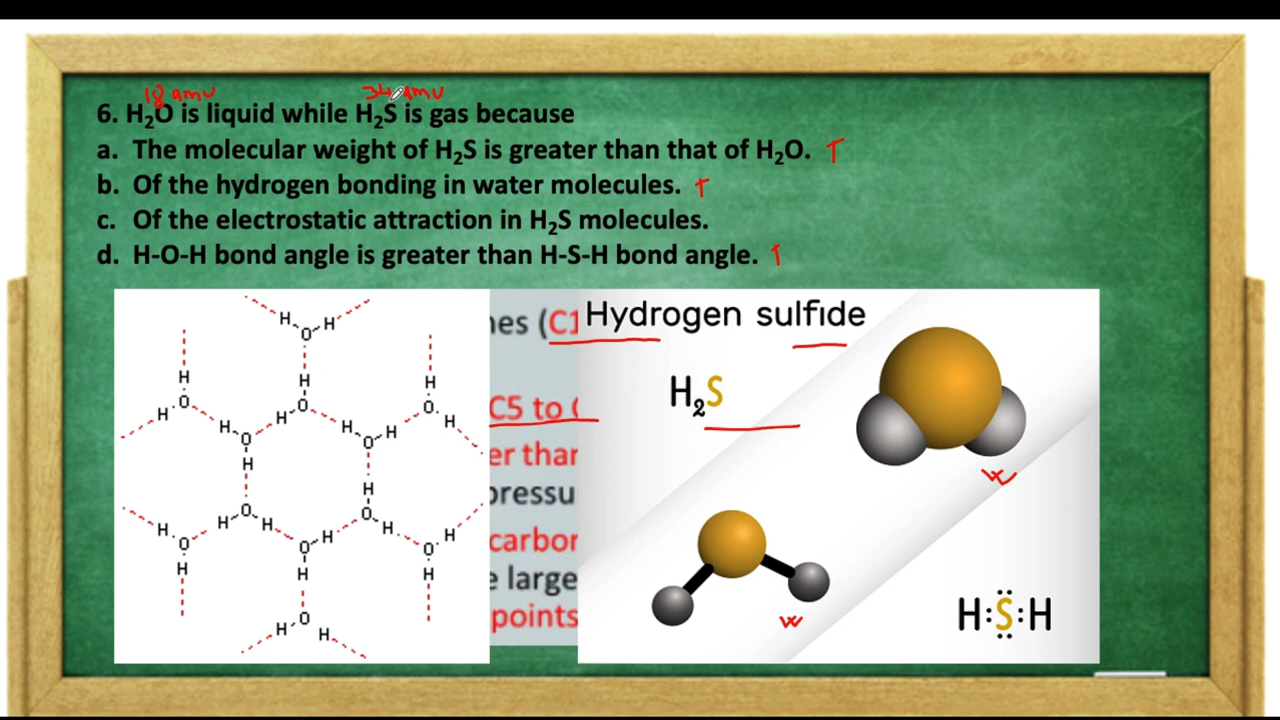 18 amu 34 amu
6. H₂O is liquid while H₂S is gas because
a. The molecular weight of H₂S is greater than that of H₂O. T
b. Of the hydrogen bonding in water molecules. T
c. Of the electrostatic attraction in H₂S molecules.
d. H-O-H bond angle is greater than H-S-H bond angle. T
nes (C1
C5 to
er than
pressu
carbon
e large
points
Hydrogen sulfide
H₂S
H:S:H